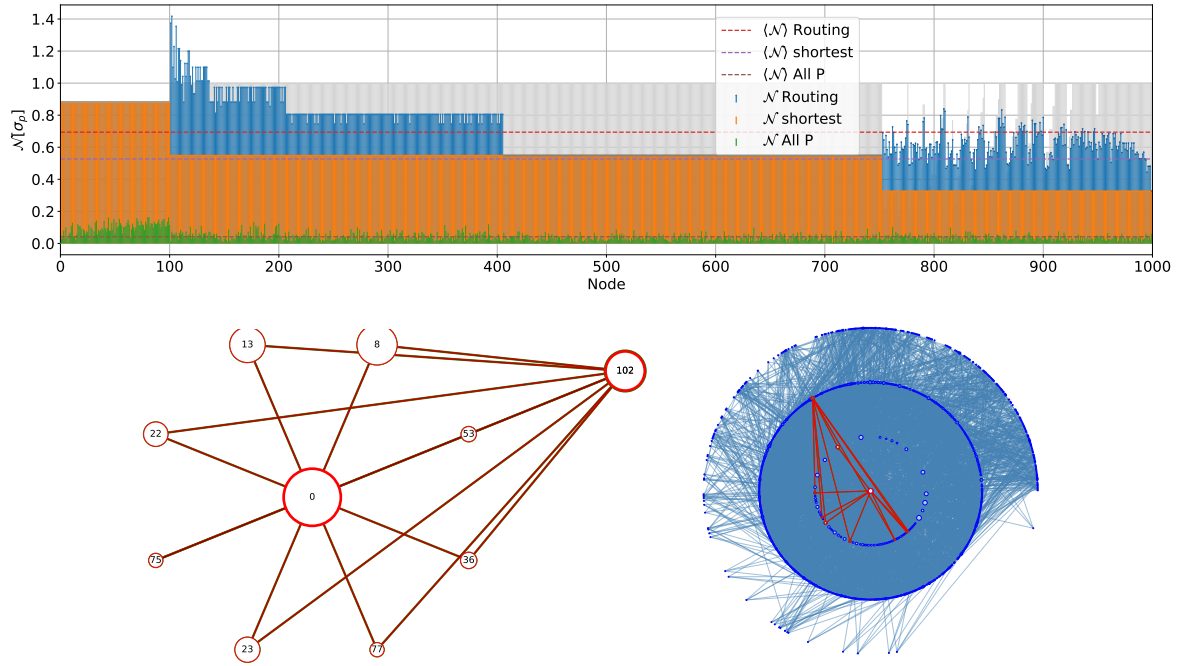 1.4
1.2
1.0
0.8
0.6
0.4
0.2
0.0
𝒩[σ_ρ]
⟨𝒩⟩ Routing
⟨𝒩⟩ shortest
⟨𝒩⟩ All P
𝒩 Routing
𝒩 shortest
𝒩 All P
0 100 200 300 400 500 600 700 800 900 1000
Node
13 8
102
22 53
0
75 36
23 77